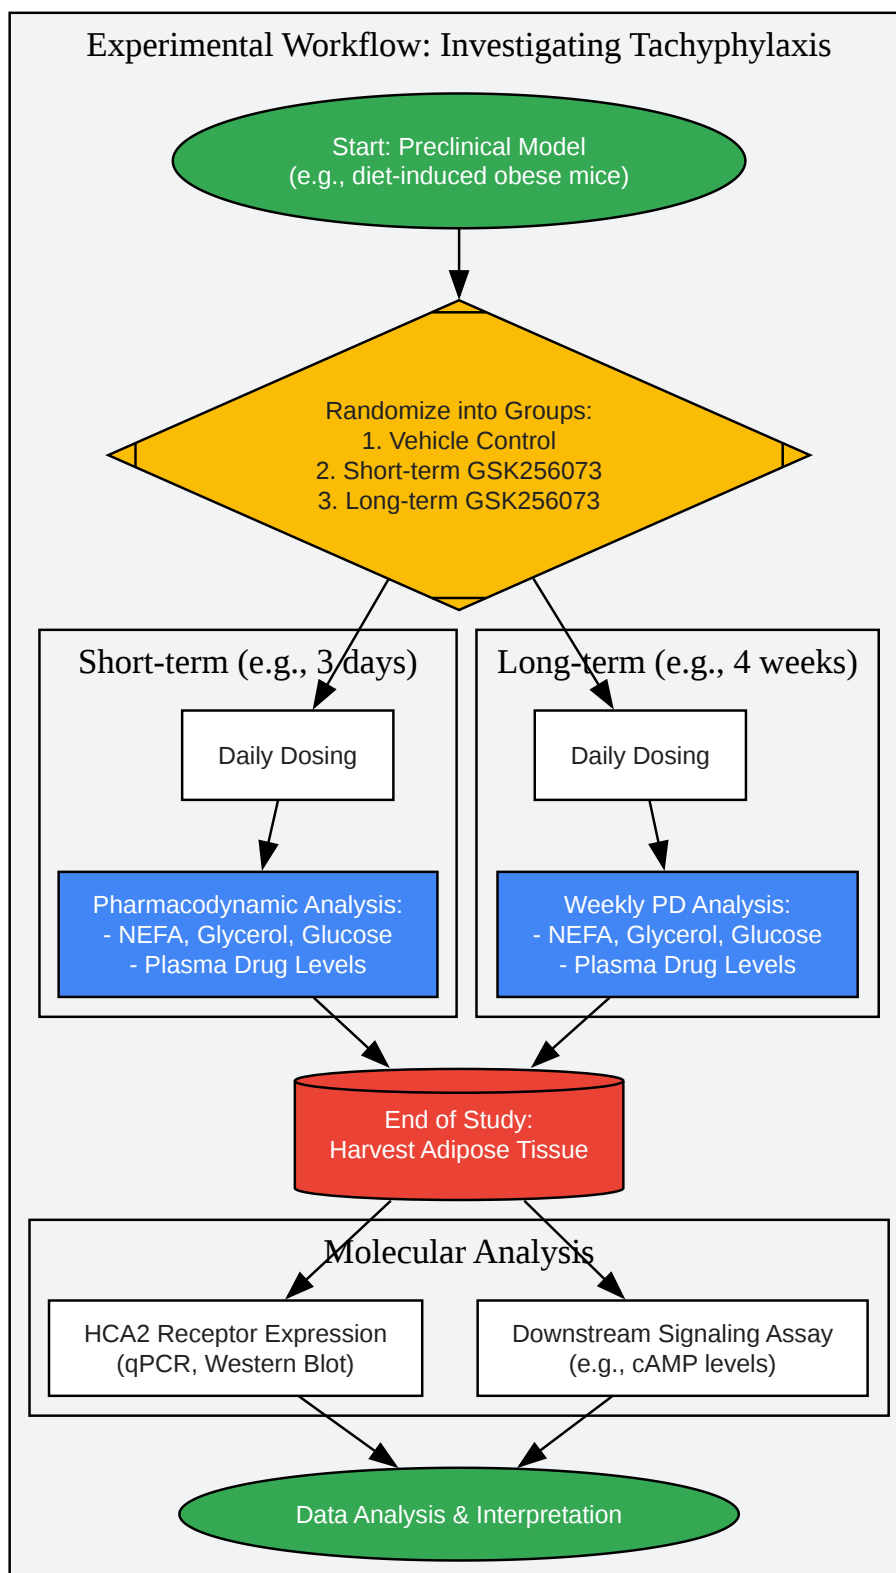 Experimental Workflow: Investigating Tachyphylaxis
Start: Preclinical Model
(e.g., diet-induced obese mice)
Randomize into Groups:
1. Vehicle Control
2. Short-term GSK256073
3. Long-term GSK256073
Short-term (e.g., 3 days)
Daily Dosing
Pharmacodynamic Analysis:
- NEFA, Glycerol, Glucose
- Plasma Drug Levels
Long-term (e.g., 4 weeks)
Daily Dosing
Weekly PD Analysis:
- NEFA, Glycerol, Glucose
- Plasma Drug Levels
End of Study:
Harvest Adipose Tissue
Molecular Analysis
HCA2 Receptor Expression
(qPCR, Western Blot)
Downstream Signaling Assay
(e.g., cAMP levels)
Data Analysis & Interpretation